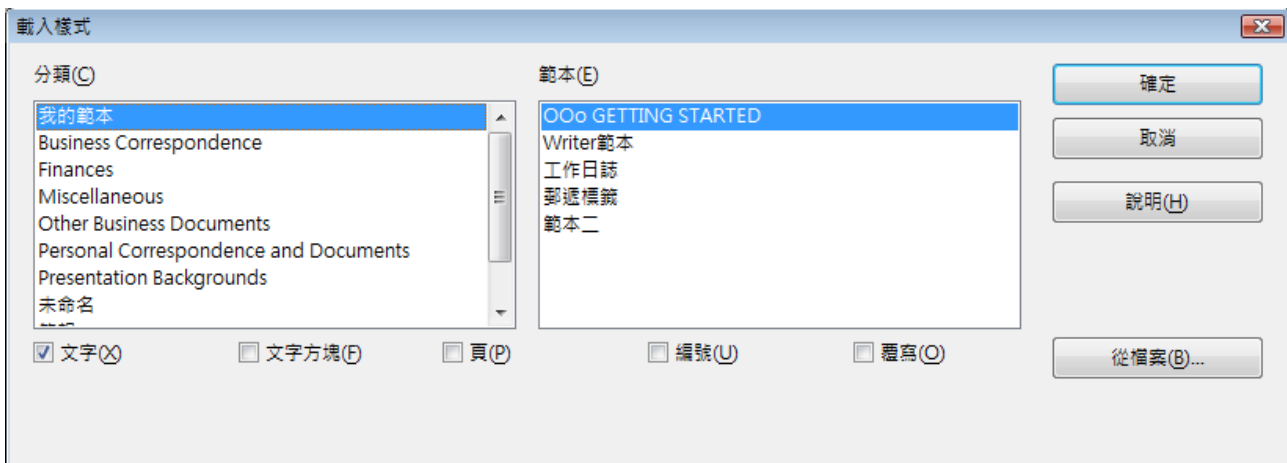 載入樣式
分類(C)
範本(E)
我的範本
Business Correspondence
Finances
Miscellaneous
Other Business Documents
Personal Correspondence and Documents
Presentation Backgrounds
未命名
OOo GETTING STARTED
Writer範本
工作日誌
郵遞標籤
範本二
確定
取消
說明(H)
文字(X)
文字方塊(F)
頁(P)
編號(U)
覆寫(O)
從檔案(B)...